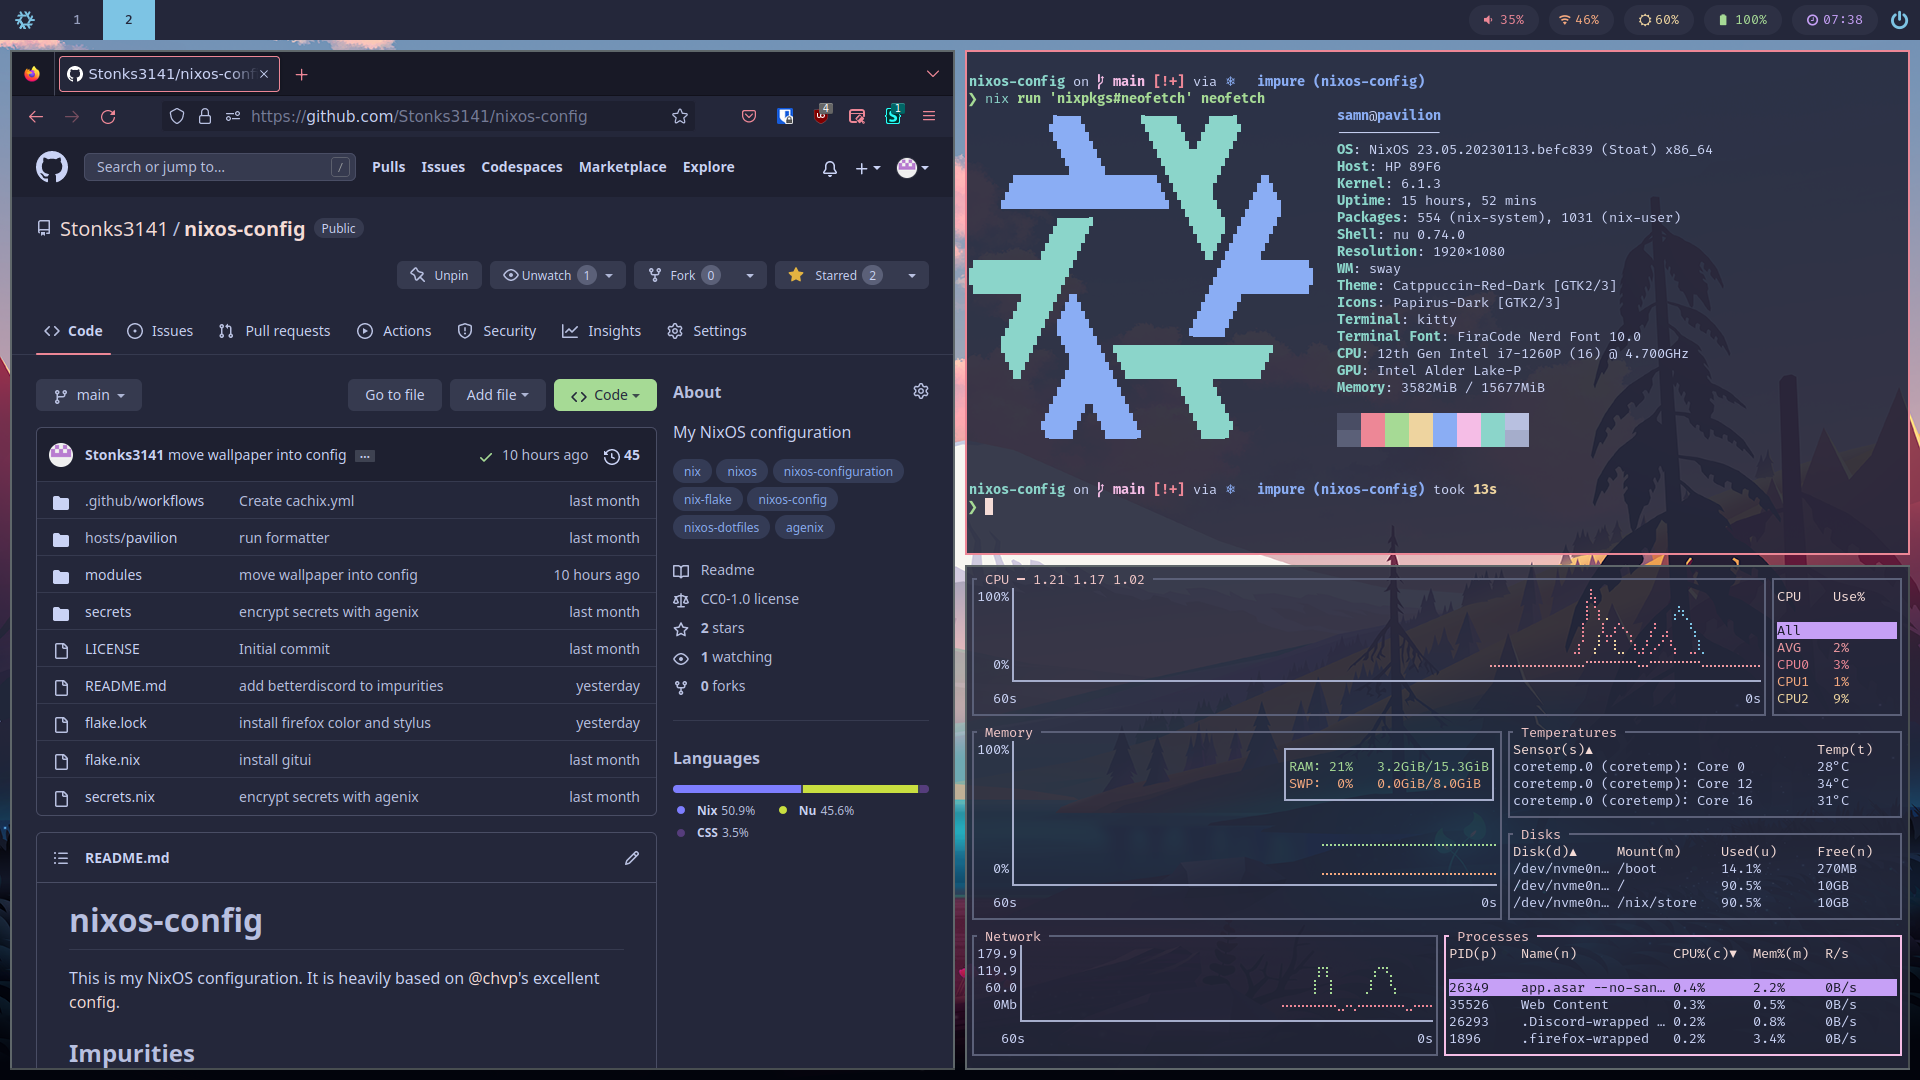 1 2 35% 46% 60% 100% 07:38
Stonks3141/nixos-conf
https://github.com/Stonks3141/nixos-config
4
1
Search or jump to... / Pulls Issues Codespaces Marketplace Explore
Stonks3141 / nixos-config Public
Unpin Unwatch 1 Fork 0 Starred 2
Code Issues Pull requests Actions Security Insights Settings
main Go to file Add file Code
Stonks3141 move wallpaper into config ... 10 hours ago 45
.github/workflows Create cachix.yml last month
hosts/pavilion run formatter last month
modules move wallpaper into config 10 hours ago
secrets encrypt secrets with agenix last month
LICENSE Initial commit last month
README.md add betterdiscord to impurities yesterday
flake.lock install firefox color and stylus yesterday
flake.nix install gitui last month
secrets.nix encrypt secrets with agenix last month
README.md
nixos-config
This is my NixOS configuration. It is heavily based on @chvp's excellent
config.
Impurities
About
My NixOS configuration
nix nixos nixos-configuration
nix-flake nixos-config
nixos-dotfiles agenix
Readme
CC0-1.0 license
2 stars
1 watching
0 forks
Languages
Nix 50.9% Nu 45.6%
CSS 3.5%
nixos-config on main [!+] via ❄ impure (nixos-config)
❯ nix run 'nixpkgs#neofetch' neofetch
samn@pavilion
OS: NixOS 23.05.20230113.befc839 (Stoat) x86_64
Host: HP 89F6
Kernel: 6.1.3
Uptime: 15 hours, 52 mins
Packages: 554 (nix-system), 1031 (nix-user)
Shell: nu 0.74.0
Resolution: 1920×1080
WM: sway
Theme: Catppuccin-Red-Dark [GTK2/3]
Icons: Papirus-Dark [GTK2/3]
Terminal: kitty
Terminal Font: FiraCode Nerd Font 10.0
CPU: 12th Gen Intel i7-1260P (16) @ 4.700GHz
GPU: Intel Alder Lake-P
Memory: 3582MiB / 15677MiB
nixos-config on main [!+] via ❄ impure (nixos-config) took 13s
❯
CPU — 1.21 1.17 1.02
100%
0%
60s 0s
CPU Use%
All
AVG 2%
CPU0 3%
CPU1 1%
CPU2 9%
Memory
100%
RAM: 21% 3.2GiB/15.3GiB
SWP: 0% 0.0GiB/8.0GiB
0%
60s 0s
Temperatures
Sensor(s)▲ Temp(t)
coretemp.0 (coretemp): Core 0 28°C
coretemp.0 (coretemp): Core 12 34°C
coretemp.0 (coretemp): Core 16 31°C
Disks
Disk(d)▲ Mount(m) Used(u) Free(n)
/dev/nvme0n… /boot 14.1% 270MB
/dev/nvme0n… / 90.5% 10GB
/dev/nvme0n… /nix/store 90.5% 10GB
Network
179.9
119.9
60.0
0Mb
60s 0s
Processes
PID(p) Name(n) CPU%(c)▼ Mem%(m) R/s
26349 app.asar --no-san… 0.4% 2.2% 0B/s
35526 Web Content 0.3% 0.5% 0B/s
26293 .Discord-wrapped … 0.2% 0.8% 0B/s
1896 .firefox-wrapped 0.2% 3.4% 0B/s